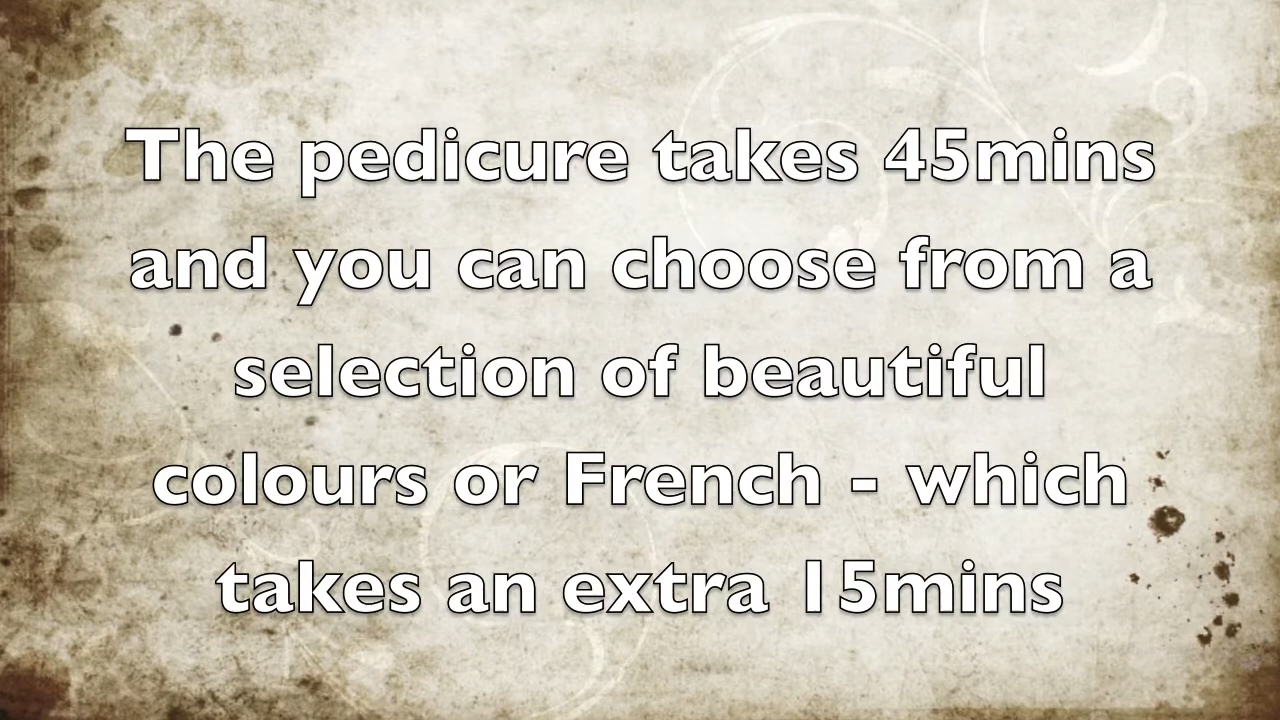 The pedicure takes 45mins
and you can choose from a
selection of beautiful
colours or French - which
takes an extra 15mins